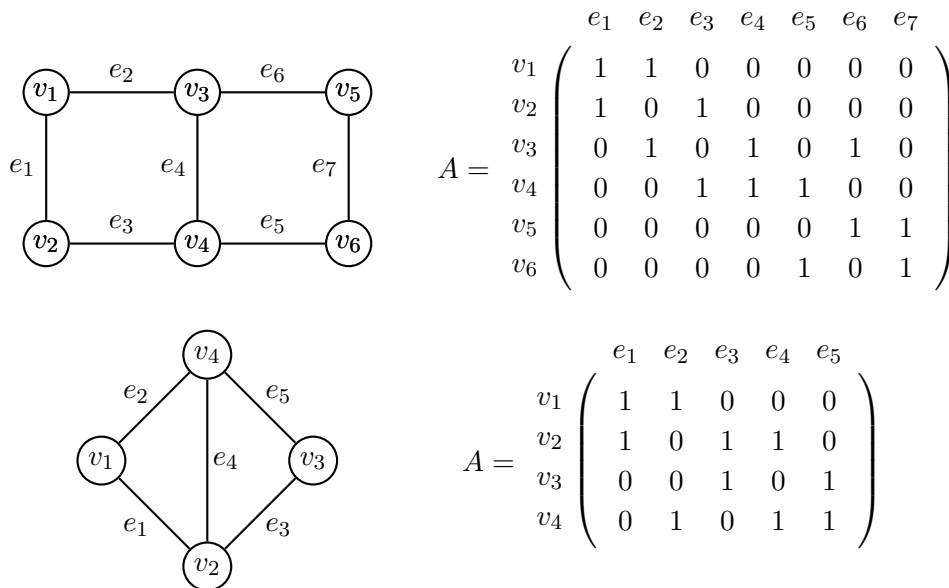 e₂ e₆
v₁ v₃ v₅
e₁ e₄ e₇
e₃ e₅
v₂ v₄ v₆
e₁ e₂ e₃ e₄ e₅ e₆ e₇
v₁ 1 1 0 0 0 0 0
v₂ 1 0 1 0 0 0 0
A = v₃ 0 1 0 1 0 1 0
v₄ 0 0 1 1 1 0 0
v₅ 0 0 0 0 0 1 1
v₆ 0 0 0 0 1 0 1
v₄
e₂ e₅
v₁ e₄ v₃
e₁ e₃
v₂
e₁ e₂ e₃ e₄ e₅
v₁ 1 1 0 0 0
A = v₂ 1 0 1 1 0
v₃ 0 0 1 0 1
v₄ 0 1 0 1 1